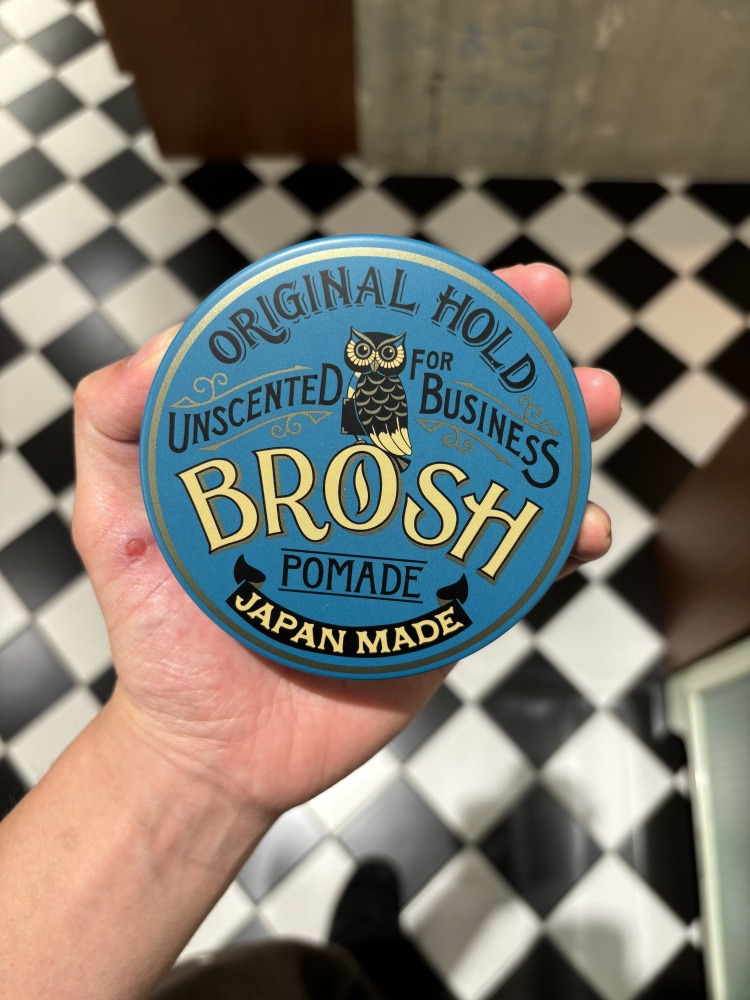 ORIGINAL HOLD
UNSCENTED FOR BUSINESS
BROSH
POMADE
JAPAN MADE